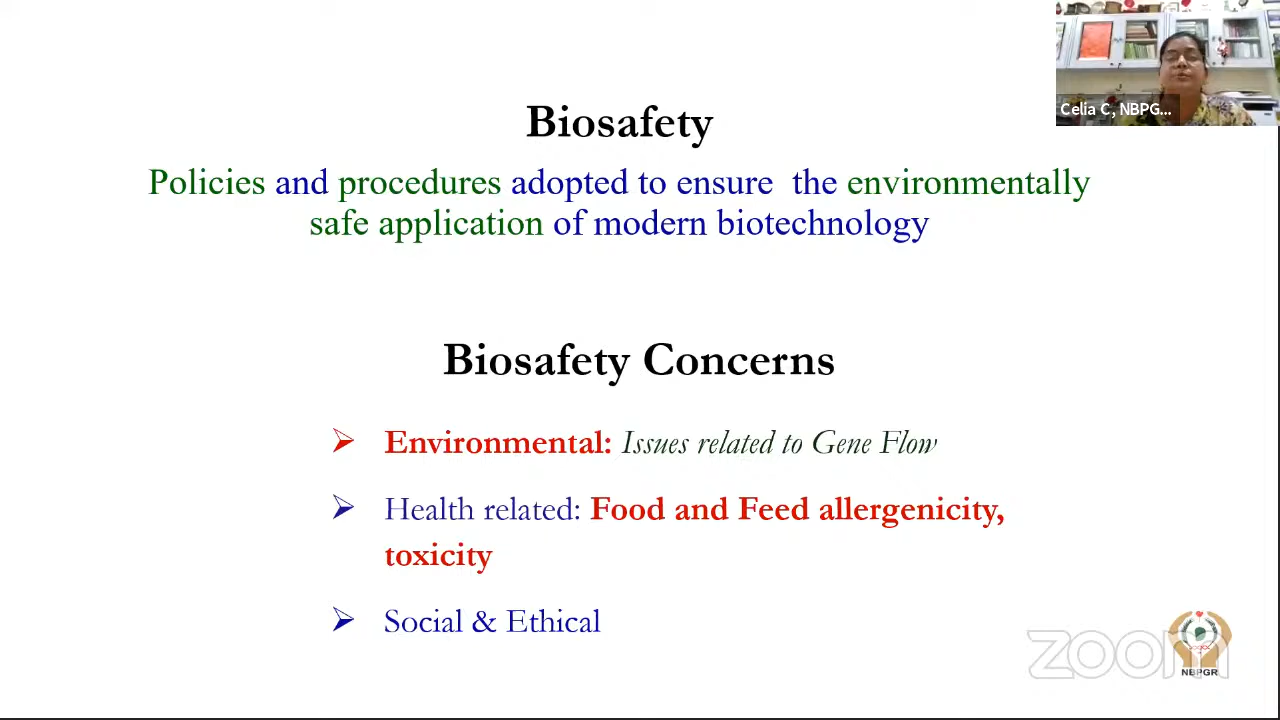 Celia C, NBPG...
Biosafety
Policies and procedures adopted to ensure the environmentally
safe application of modern biotechnology
Biosafety Concerns
➢ Environmental: Issues related to Gene Flow
➢ Health related: Food and Feed allergenicity,
toxicity
➢ Social & Ethical
zoom
NBPGR